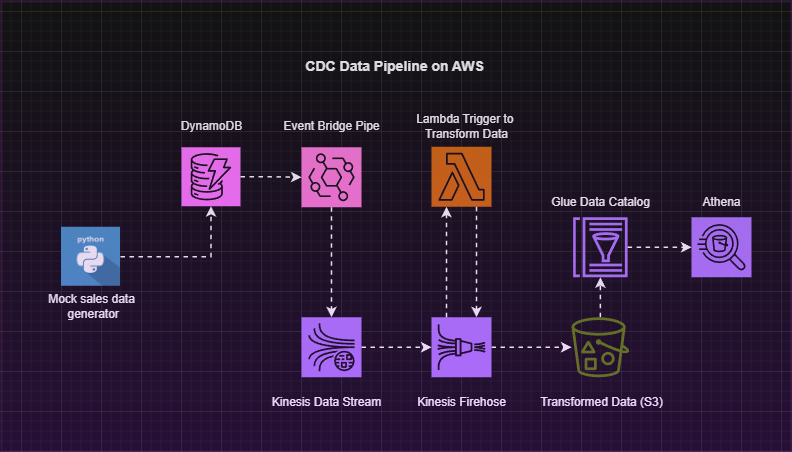 CDC Data Pipeline on AWS
DynamoDB
Event Bridge Pipe
Lambda Trigger to
Transform Data
Glue Data Catalog
Athena
python
Mock sales data
generator
Kinesis Data Stream
Kinesis Firehose
Transformed Data (S3)